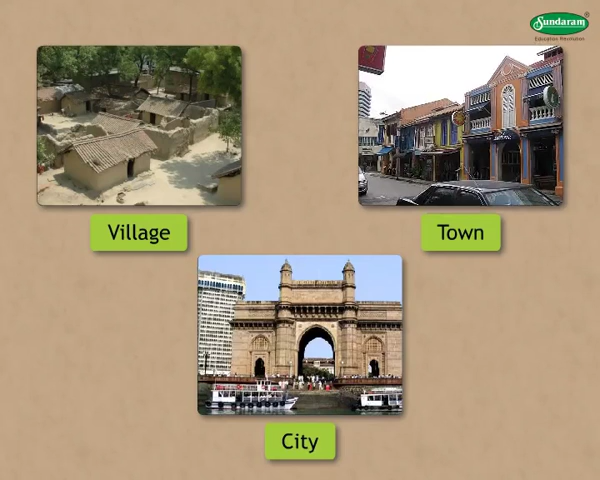 Sundaram
Education Revolution
Village
Town
City